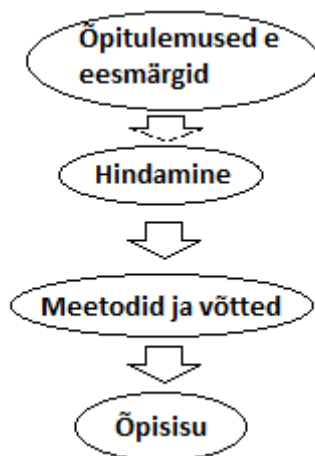 Õpitulemused e
eesmärgid
Hindamine
Meetodid ja võtted
Õpisisu